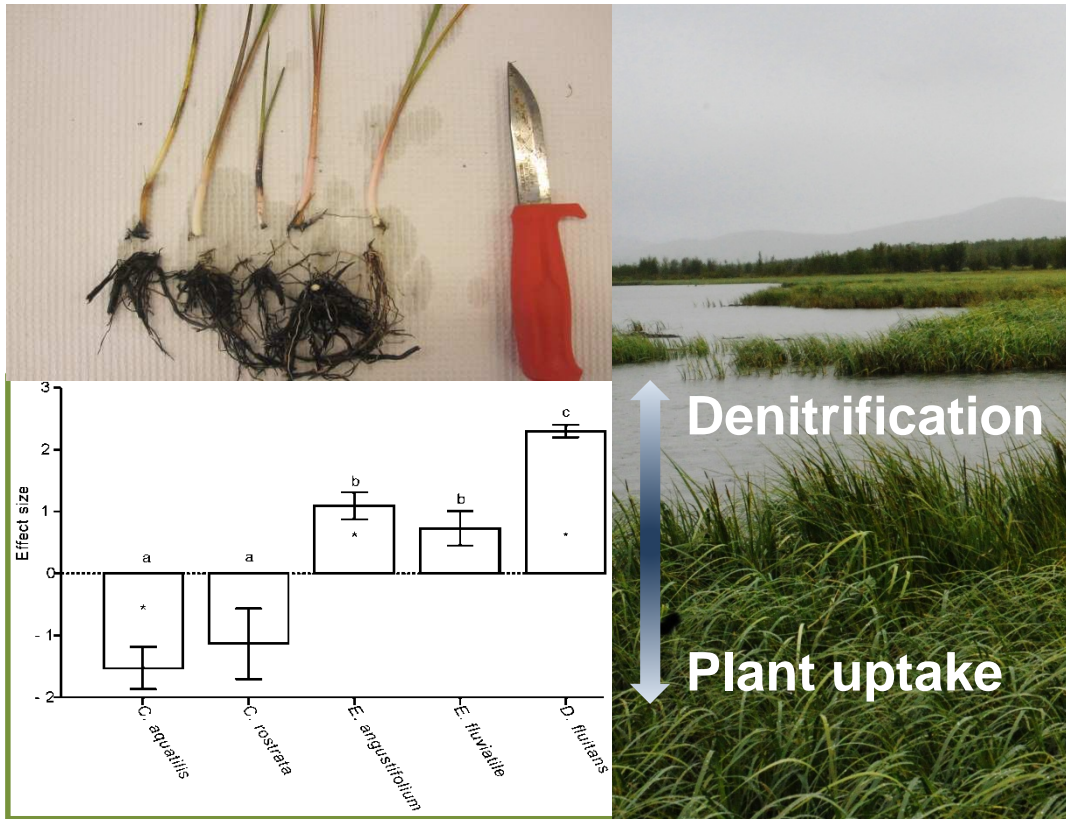 3
2
1
0
- 1
- 2
Effect size
a
a
b
b
c
*
*
*
C. aquatilis
C. rostrata
E. angustifolium
E. fluviatile
D. fluitans
Denitrification
Plant uptake